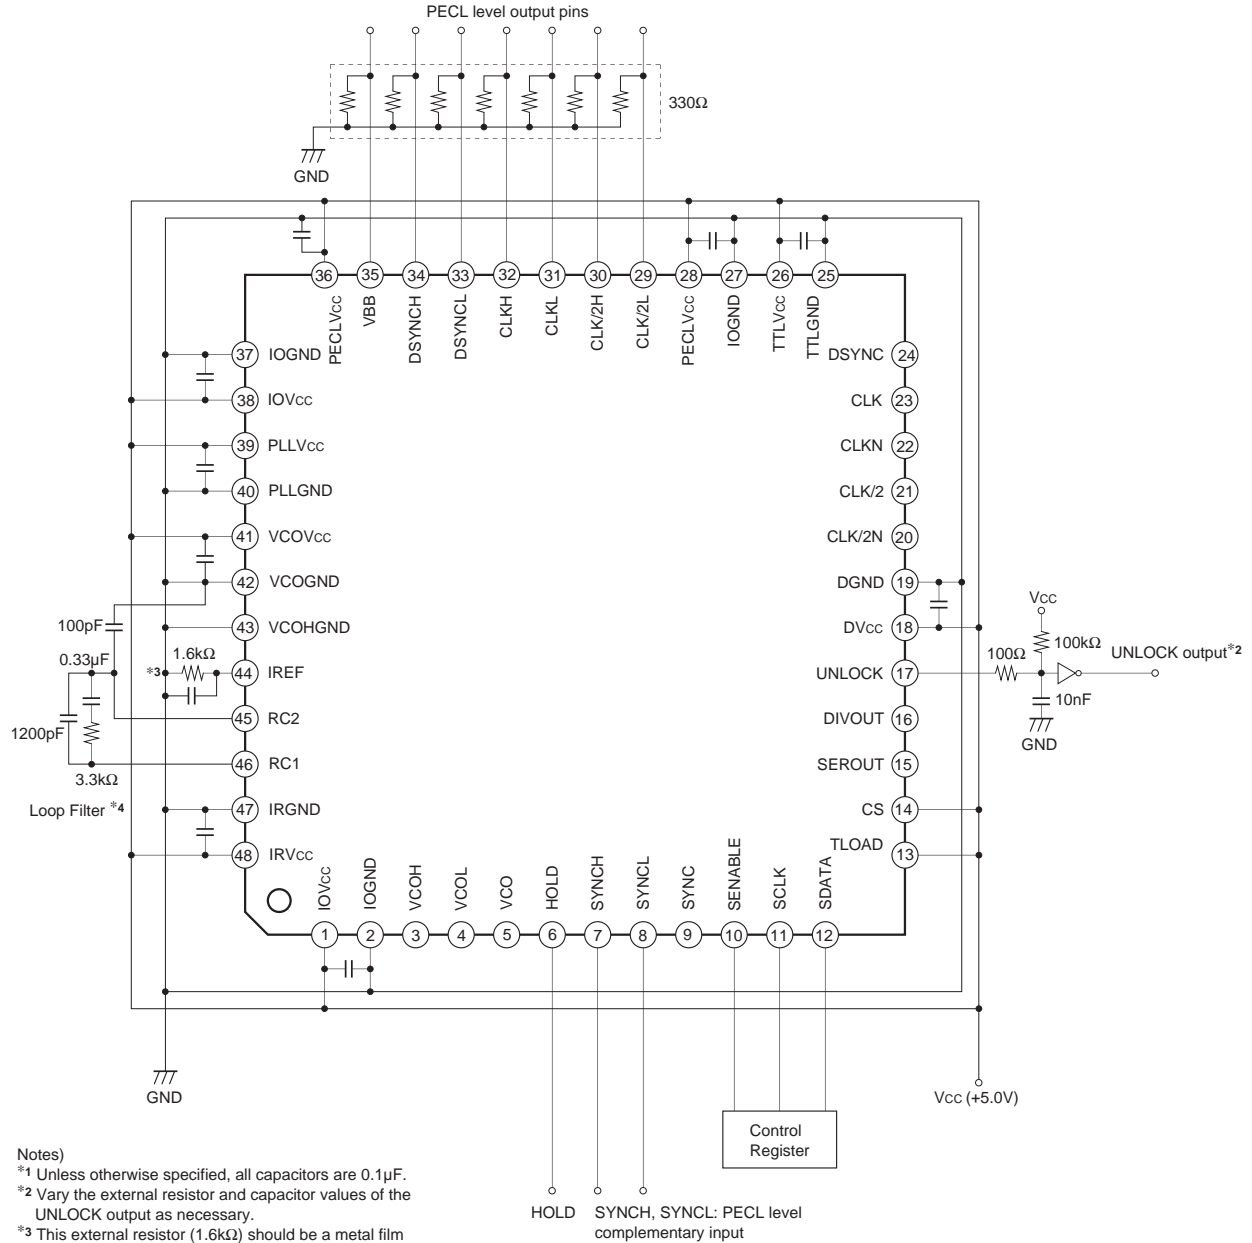 PECL level output pins
330Ω
GND
36 35 34 33 32 31 30 29 28 27 26 25
PECLVCC
VBB
DSYNCH
DSYNCL
CLKH
CLKL
CLK/2H
CLK/2L
PECLVCC
IOGND
TTLVCC
TTLGND
37 IOGND
38 IOVCC
39 PLLVCC
40 PLLGND
41 VCOVCC
42 VCOGND
43 VCOHGND
44 IREF
45 RC2
46 RC1
47 IRGND
48 IRVCC
100pF
0.33µF
*3
1.6kΩ
1200pF
3.3kΩ
Loop Filter *4
DSYNC 24
CLK 23
CLKN 22
CLK/2 21
CLK/2N 20
DGND 19
DVCC 18
UNLOCK 17
DIVOUT 16
SEROUT 15
CS 14
TLOAD 13
VCC
100kΩ
100Ω
UNLOCK output*2
10nF
GND
IOVCC
IOGND
VCOH
VCOL
VCO
HOLD
SYNCH
SYNCL
SYNC
SENABLE
SCLK
SDATA
1 2 3 4 5 6 7 8 9 10 11 12
GND
VCC (+5.0V)
Control
Register
HOLD
SYNCH, SYNCL: PECL level
complementary input
Notes)
*1 Unless otherwise specified, all capacitors are 0.1µF.
*2 Vary the external resistor and capacitor values of the
UNLOCK output as necessary.
*3 This external resistor (1.6kΩ) should be a metal film